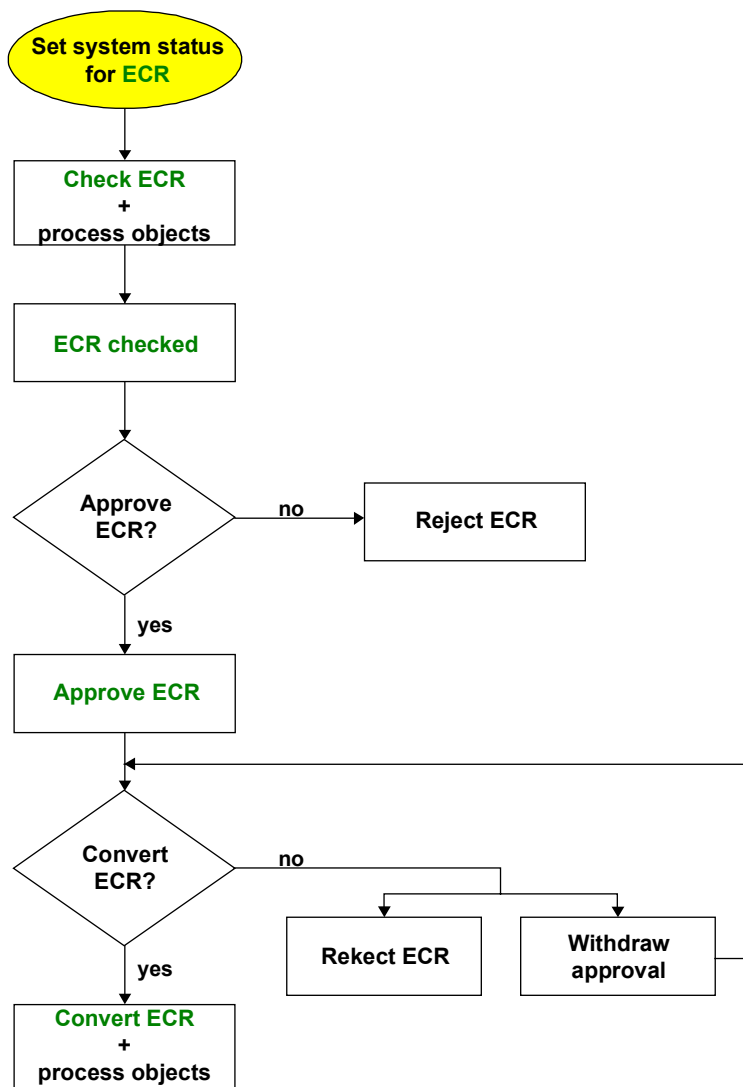 Set system status
for ECR
Check ECR
+
process objects
ECR checked
Approve
ECR?
no
Reject ECR
yes
Approve ECR
Convert
ECR?
no
Rekect ECR
Withdraw
approval
yes
Convert ECR
+
process objects